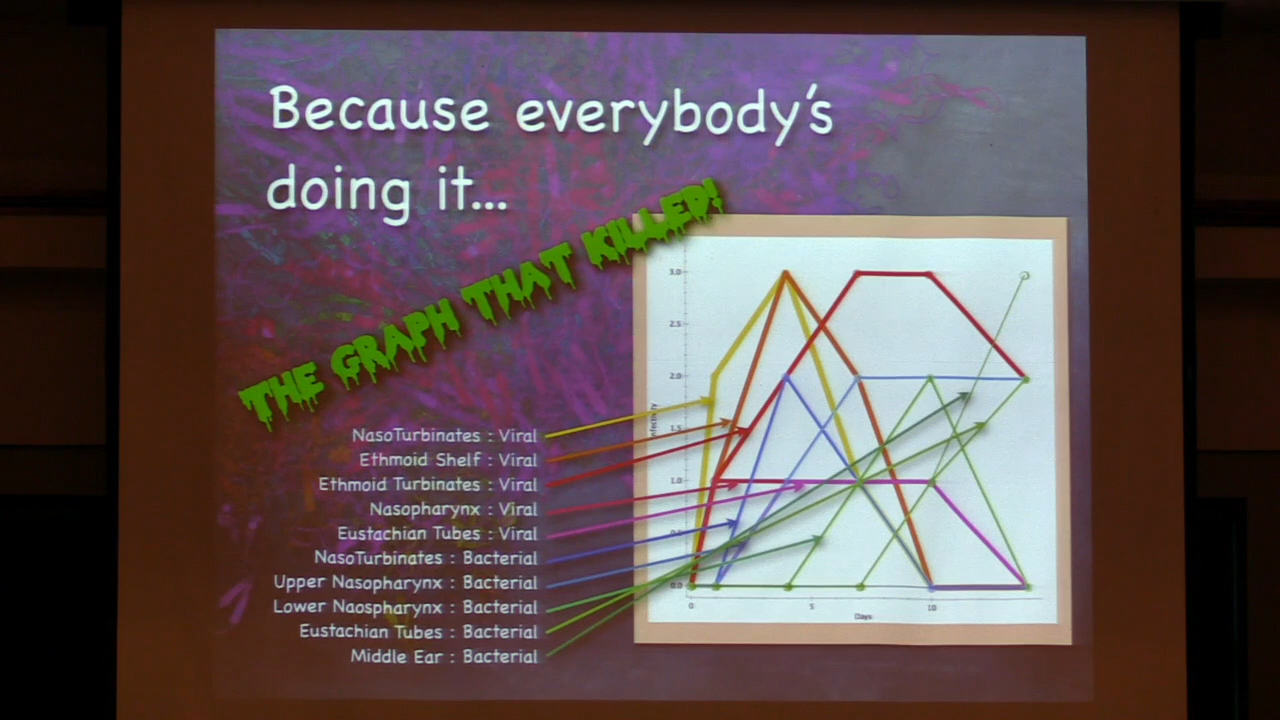 Because everybody's
doing it...
THE GRAPH THAT KILLED!
NasoTurbinates : Viral
Ethmoid Shelf : Viral
Ethmoid Turbinates : Viral
Nasopharynx : Viral
Eustachian Tubes : Viral
NasoTurbinates : Bacterial
Upper Nasopharynx : Bacterial
Lower Naospharynx : Bacterial
Eustachian Tubes : Bacterial
Middle Ear : Bacterial
3.0
2.5
2.0
1.5
1.0
0.0
0 5 10
Days